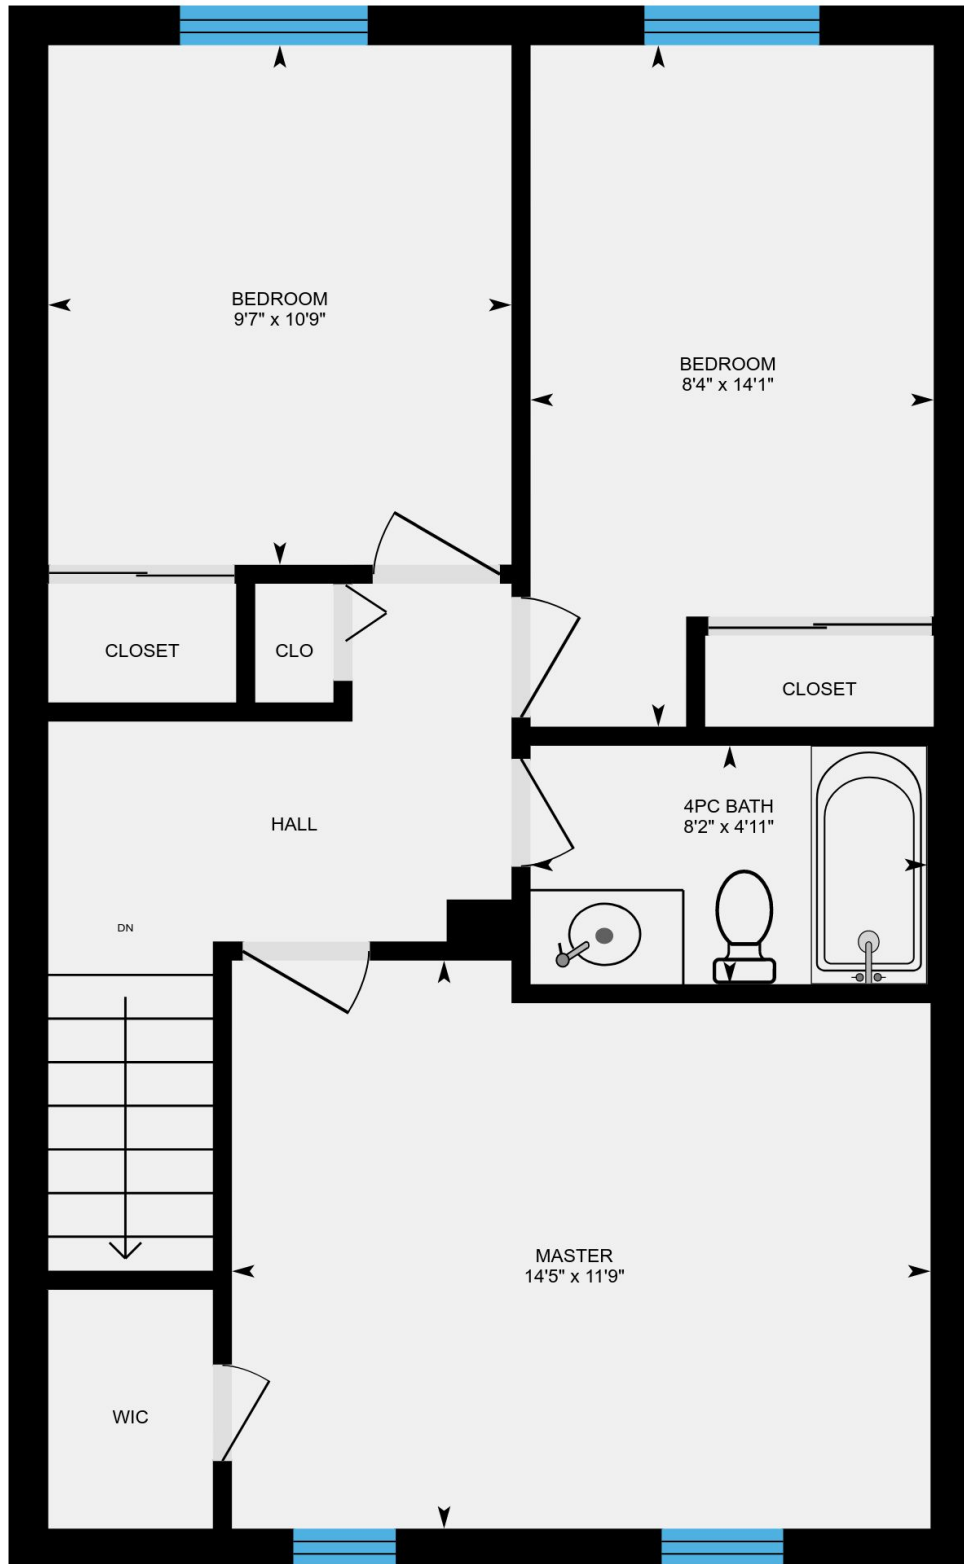 BEDROOM
9'7" x 10'9"
BEDROOM
8'4" x 14'1"
CLOSET
CLO
CLOSET
4PC BATH
8'2" x 4'11"
HALL
DN
MASTER
14'5" x 11'9"
WIC